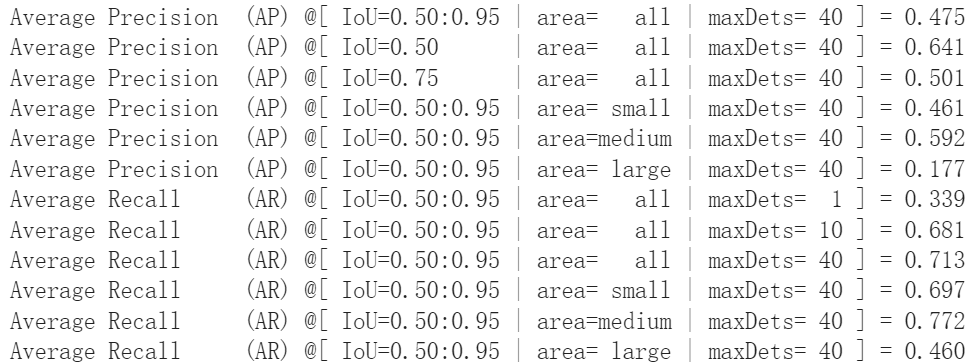 Average Precision  (AP) @[ IoU=0.50:0.95 | area=   all | maxDets= 40 ] = 0.475
Average Precision  (AP) @[ IoU=0.50      | area=   all | maxDets= 40 ] = 0.641
Average Precision  (AP) @[ IoU=0.75      | area=   all | maxDets= 40 ] = 0.501
Average Precision  (AP) @[ IoU=0.50:0.95 | area= small | maxDets= 40 ] = 0.461
Average Precision  (AP) @[ IoU=0.50:0.95 | area=medium | maxDets= 40 ] = 0.592
Average Precision  (AP) @[ IoU=0.50:0.95 | area= large | maxDets= 40 ] = 0.177
Average Recall     (AR) @[ IoU=0.50:0.95 | area=   all | maxDets=  1 ] = 0.339
Average Recall     (AR) @[ IoU=0.50:0.95 | area=   all | maxDets= 10 ] = 0.681
Average Recall     (AR) @[ IoU=0.50:0.95 | area=   all | maxDets= 40 ] = 0.713
Average Recall     (AR) @[ IoU=0.50:0.95 | area= small | maxDets= 40 ] = 0.697
Average Recall     (AR) @[ IoU=0.50:0.95 | area=medium | maxDets= 40 ] = 0.772
Average Recall     (AR) @[ IoU=0.50:0.95 | area= large | maxDets= 40 ] = 0.460